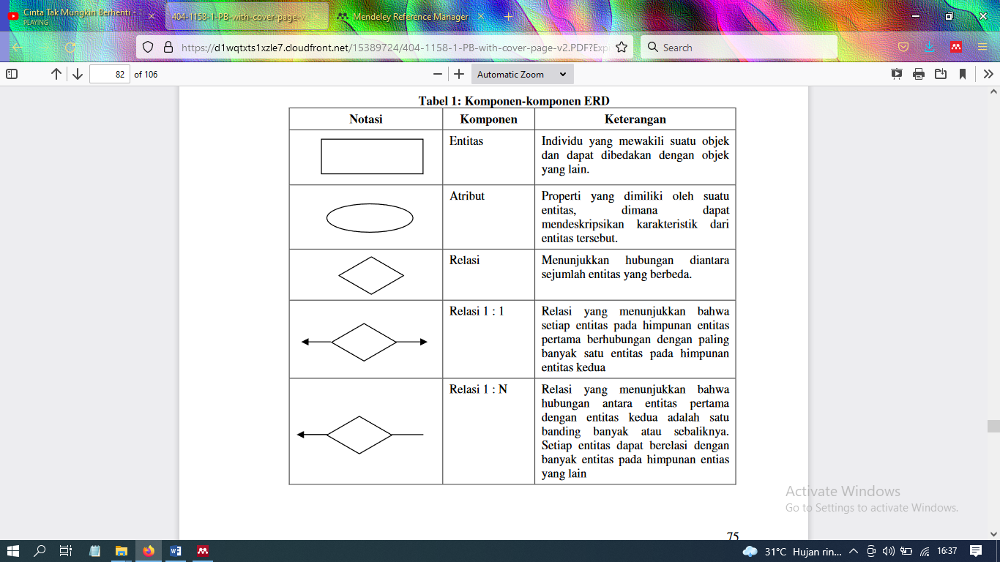 Cinta Tak Mungkin Berhenti - T
PLAYING
404-1158-1-PB-with-cover-page-v
Mendeley Reference Manager
https://d1wqtxts1xzle7.cloudfront.net/15389724/404-1158-1-PB-with-cover-page-v2.PDF?Exp
Search
82 of 106
Automatic Zoom
Tabel 1: Komponen-komponen ERD
Notasi Komponen Keterangan
Entitas
Individu yang mewakili suatu objek
dan dapat dibedakan dengan objek
yang lain.
Atribut
Properti yang dimiliki oleh suatu
entitas, dimana dapat
mendeskripsikan karakteristik dari
entitas tersebut.
Relasi
Menunjukkan hubungan diantara
sejumlah entitas yang berbeda.
Relasi 1 : 1
Relasi yang menunjukkan bahwa
setiap entitas pada himpunan entitas
pertama berhubungan dengan paling
banyak satu entitas pada himpunan
entitas kedua
Relasi 1 : N
Relasi yang menunjukkan bahwa
hubungan antara entitas pertama
dengan entitas kedua adalah satu
banding banyak atau sebaliknya.
Setiap entitas dapat berelasi dengan
banyak entitas pada himpunan entias
yang lain
75
Activate Windows
Go to Settings to activate Windows.
31°C Hujan rin... 16:37